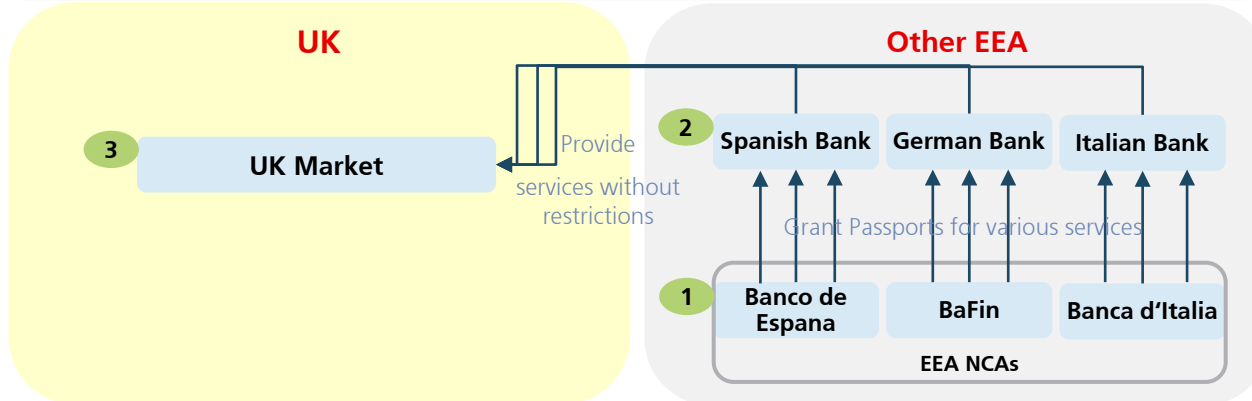 UK
Other EEA
3
UK Market
Provide
services without
restrictions
2
Spanish Bank
German Bank
Italian Bank
Grant Passports for various services
1
Banco de
Espana
BaFin
Banca d‘Italia
EEA NCAs